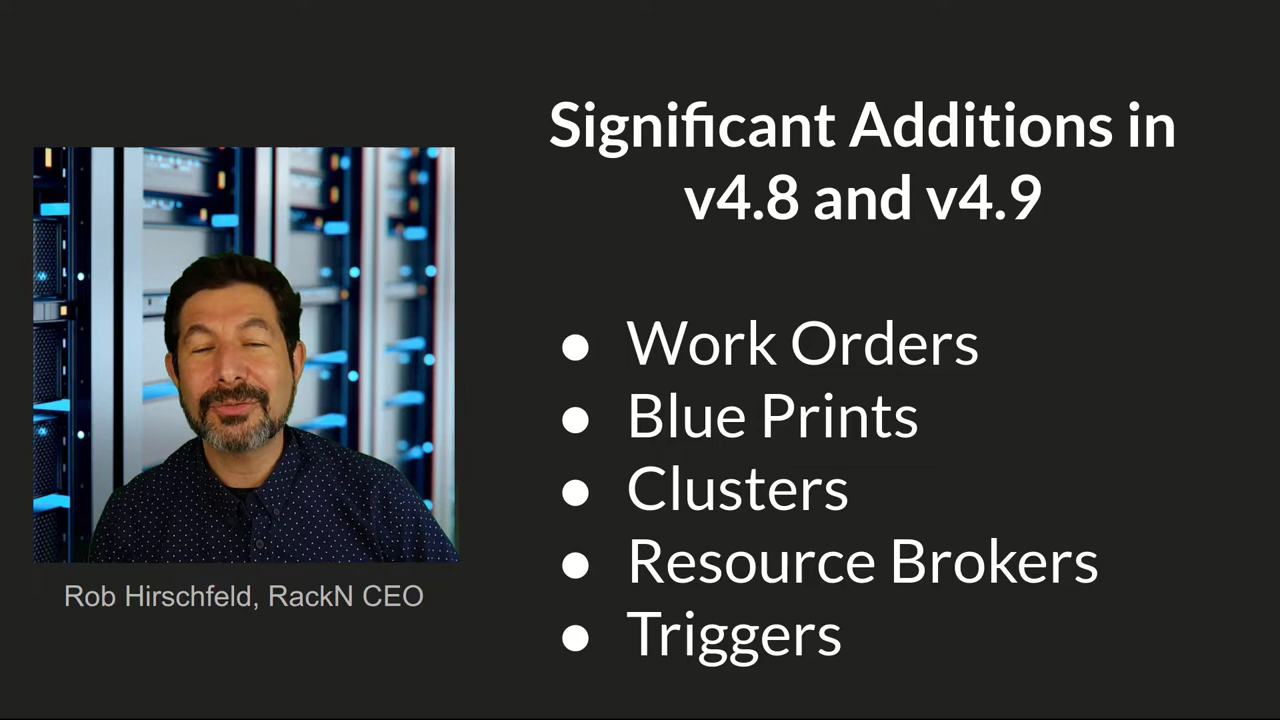 Significant Additions in
v4.8 and v4.9
● Work Orders
● Blue Prints
● Clusters
● Resource Brokers
● Triggers
Rob Hirschfeld, RackN CEO